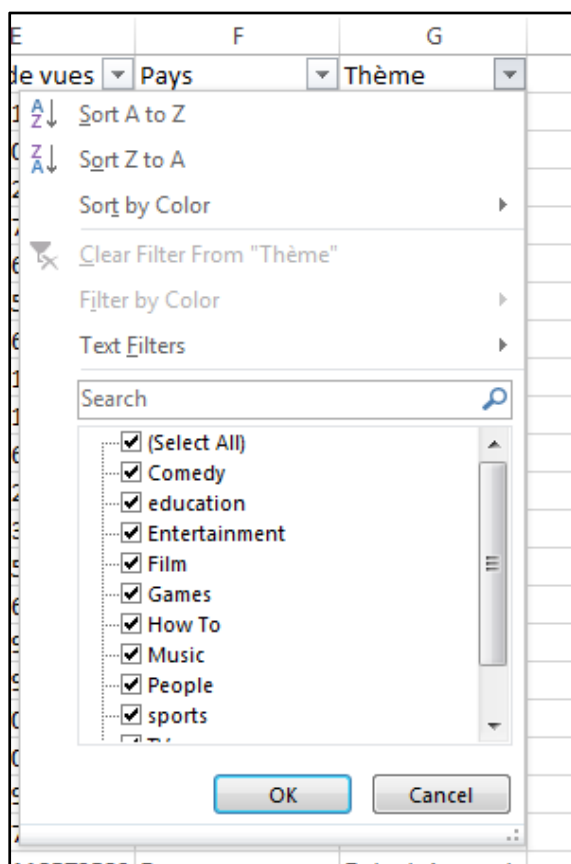 E F G
de vues Pays Thème
Sort A to Z
Sort Z to A
Sort by Color
Clear Filter From "Thème"
Filter by Color
Text Filters
Search
(Select All)
Comedy
education
Entertainment
Film
Games
How To
Music
People
sports
OK Cancel